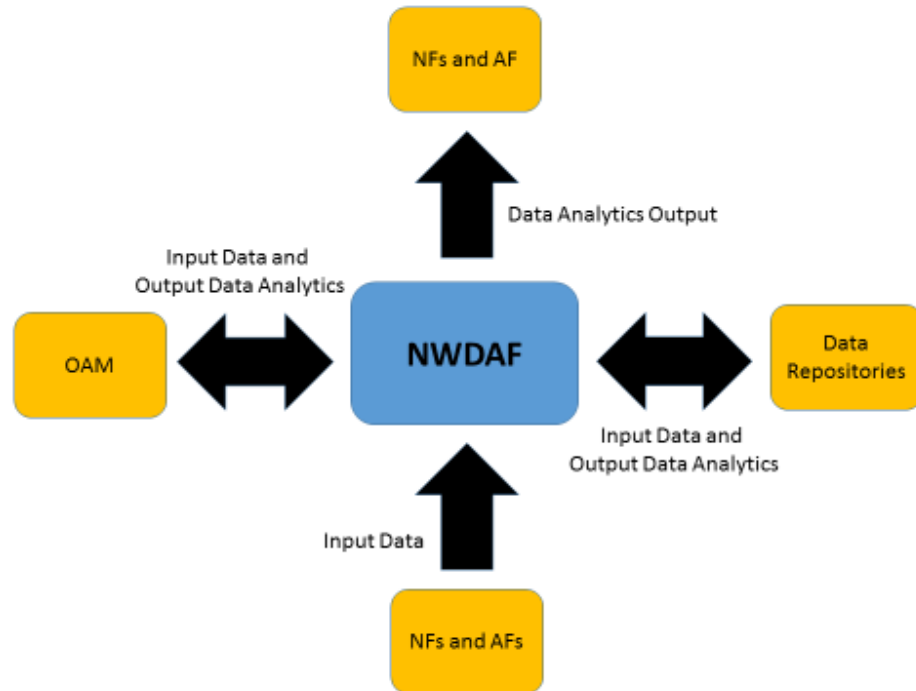 NFs and AF
Data Analytics Output
Input Data and
Output Data Analytics
OAM
NWDAF
Data
Repositories
Input Data and
Output Data Analytics
Input Data
NFs and AFs